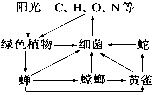 阳光 C、H、O、N等
绿色植物 细菌 蛇
蝉 螳螂 黄雀